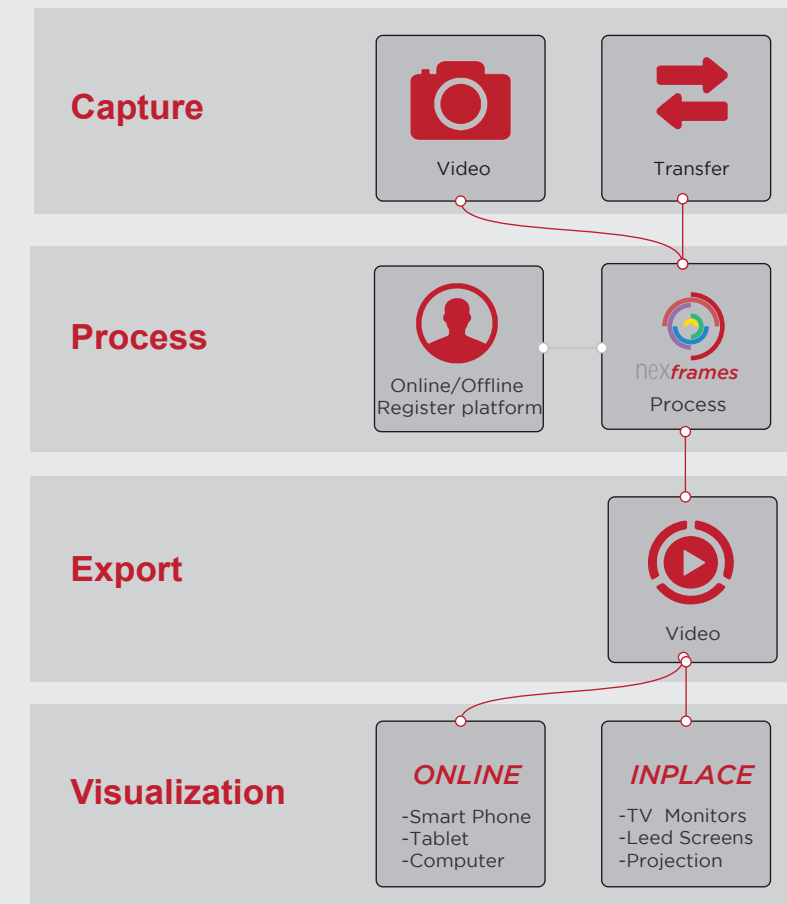 Capture
Video
Transfer
Process
Online/Offline
Register platform
nexframes
Process
Export
Video
Visualization
ONLINE
-Smart Phone
-Tablet
-Computer
INPLACE
-TV Monitors
-Leed Screens
-Projection